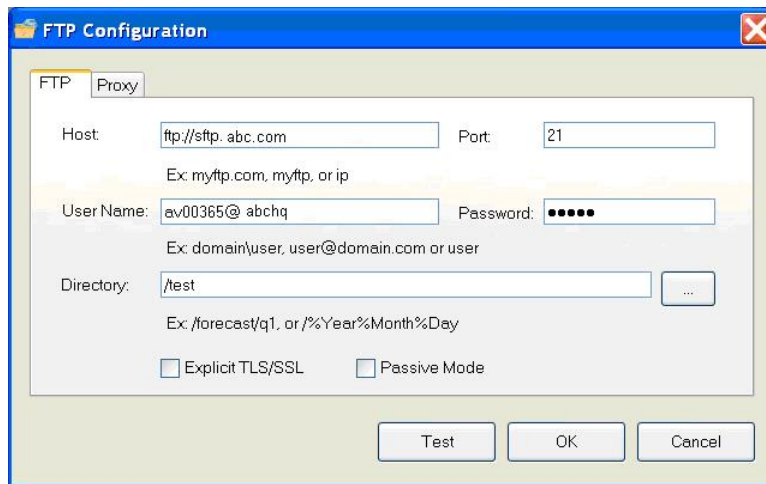 FTP Configuration
FTP Proxy
Host: ftp://sftp. abc.com Port: 21
Ex: myftp.com, myftp, or ip
User Name: av00365@ abchq Password: •••••
Ex: domain\user, user@domain.com or user
Directory: /test ...
Ex: /forecast/q1, or /%Year%Month%Day
Explicit TLS/SSL Passive Mode
Test OK Cancel